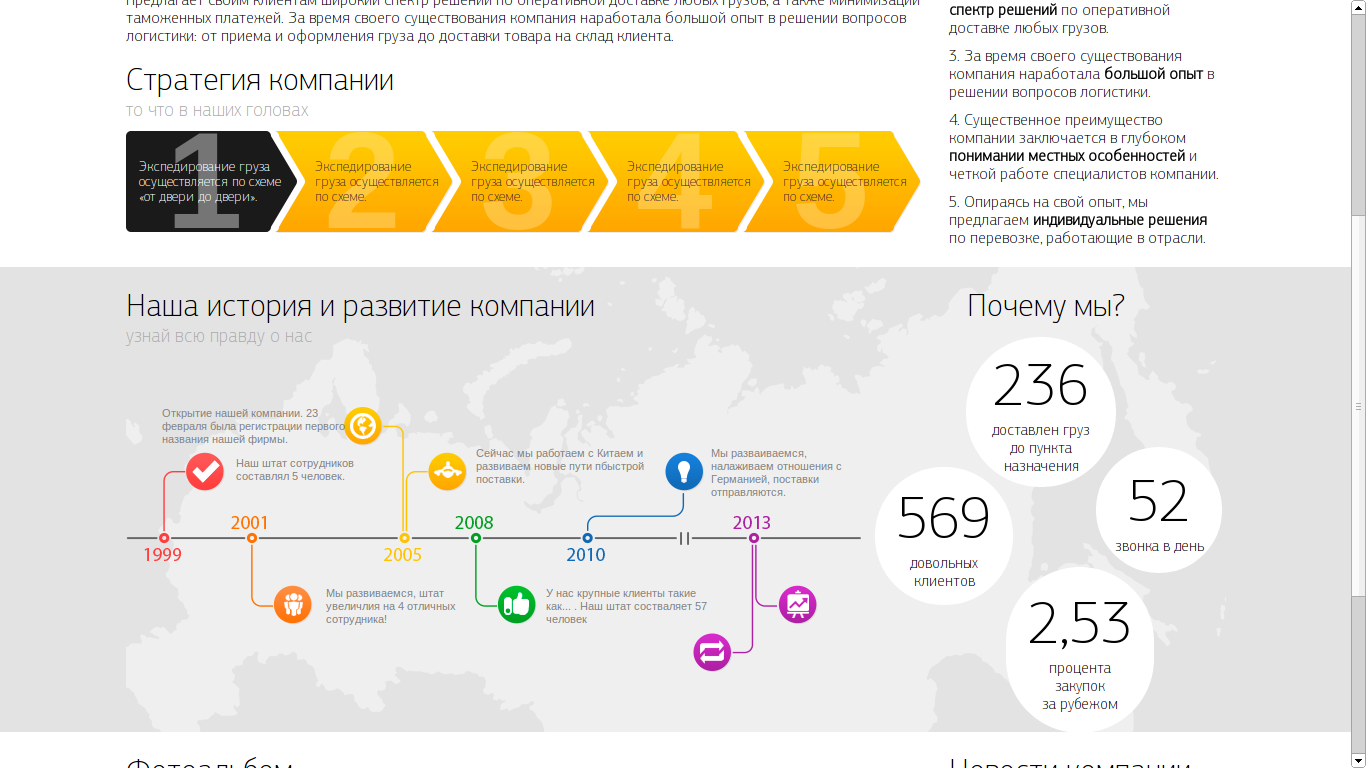 Предлагает своим клиентам широкий спектр решений по оперативной доставке любых грузов, а также минимизации
таможенных платежей. За время своего существования компания наработала большой опыт в решении вопросов
логистики: от приема и оформления груза до доставки товара на склад клиента.
Стратегия компании
то что в наших головах
1
Экспедирование груза
осуществляется по схеме
«от двери до двери».
2
Экспедирование
груза осуществляется
по схеме.
3
Экспедирование
груза осуществляется
по схеме.
4
Экспедирование
груза осуществляется
по схеме.
5
Экспедирование
груза осуществляется
по схеме.
спектр решений по оперативной
доставке любых грузов.
3. За время своего существования
компания наработала большой опыт в
решении вопросов логистики.
4. Существенное преимущество
компании заключается в глубоком
понимании местных особенностей и
четкой работе специалистов компании.
5. Опираясь на свой опыт, мы
предлагаем индивидуальные решения
по перевозке, работающие в отрасли.
Наша история и развитие компании
узнай всю правду о нас
Открытие нашей компании. 23
февраля была регистрации первого
названия нашей фирмы.
Наш штат сотрудников
составлял 5 человек.
Сейчас мы работаем с Китаем и
развиваем новые пути пбыстрой
поставки.
Мы разваиваемся,
налаживаем отношения с
Германией, поставки
отправляются.
2001
2008
2013
1999
2005
2010
Мы развиваемся, штат
увеличлия на 4 отличных
сотрудника!
У нас крупные клиенты такие
как... . Наш штат состваляет 57
человек
Почему мы?
236
доставлен груз
до пункта
назначения
569
довольных
клиентов
52
звонка в день
2,53
процента
закупок
за рубежом
Фотоальбом
Новости компании